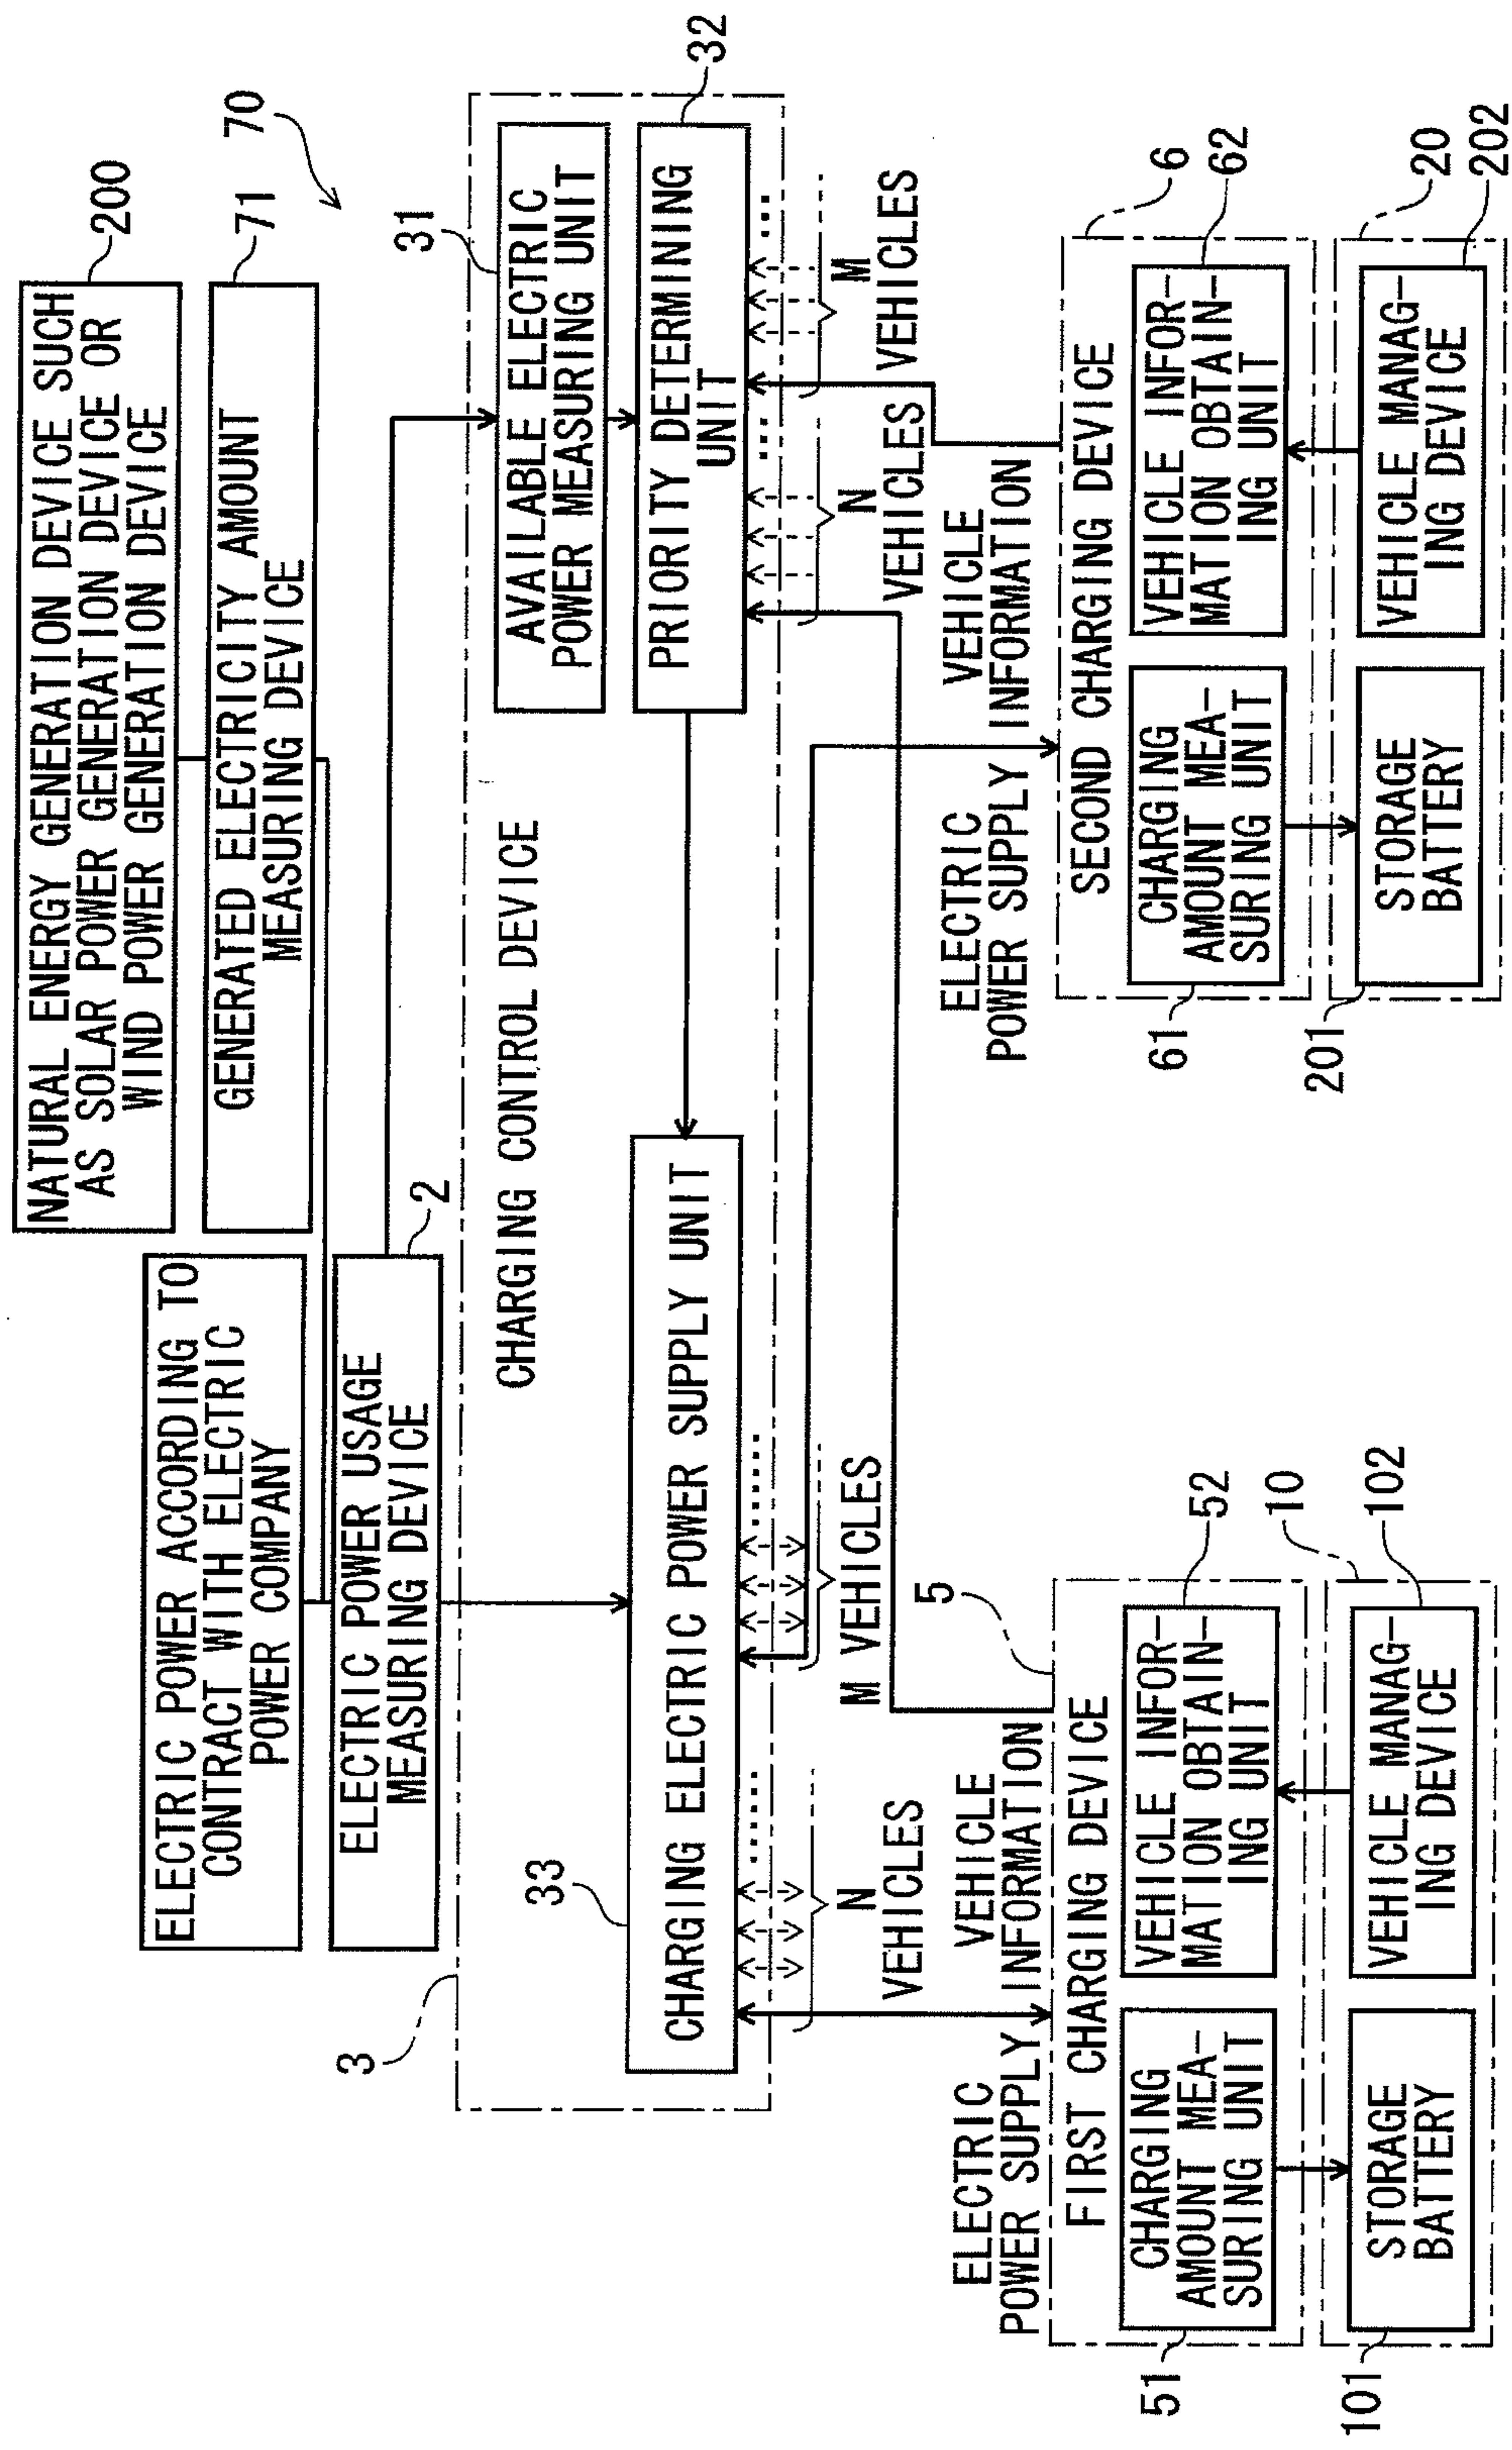 70
NATURAL ENERGY GENERATION DEVICE SUCH
AS SOLAR POWER GENERATION DEVICE OR
WIND POWER GENERATION DEVICE
200
ELECTRIC POWER ACCORDING TO
CONTRACT WITH ELECTRIC
POWER COMPANY
GENERATED ELECTRICITY AMOUNT
MEASURING DEVICE
71
ELECTRIC POWER USAGE
MEASURING DEVICE
2
3
CHARGING CONTROL DEVICE
31
AVAILABLE ELECTRIC
POWER MEASURING UNIT
33
CHARGING ELECTRIC POWER SUPPLY UNIT
PRIORITY DETERMINING
UNIT
32
N
VEHICLES
M VEHICLES
N
VEHICLES
M
VEHICLES
ELECTRIC
POWER SUPPLY
VEHICLE
INFORMATION
5
ELECTRIC
POWER SUPPLY
VEHICLE
INFORMATION
FIRST CHARGING DEVICE
51
CHARGING
AMOUNT MEA-
SURING UNIT
VEHICLE INFOR-
MATION OBTAIN-
ING UNIT
52
10
101
STORAGE
BATTERY
VEHICLE MANAG-
ING DEVICE
102
SECOND CHARGING DEVICE
6
61
CHARGING
AMOUNT MEA-
SURING UNIT
VEHICLE INFOR-
MATION OBTAIN-
ING UNIT
62
20
201
STORAGE
BATTERY
VEHICLE MANAG-
ING DEVICE
202